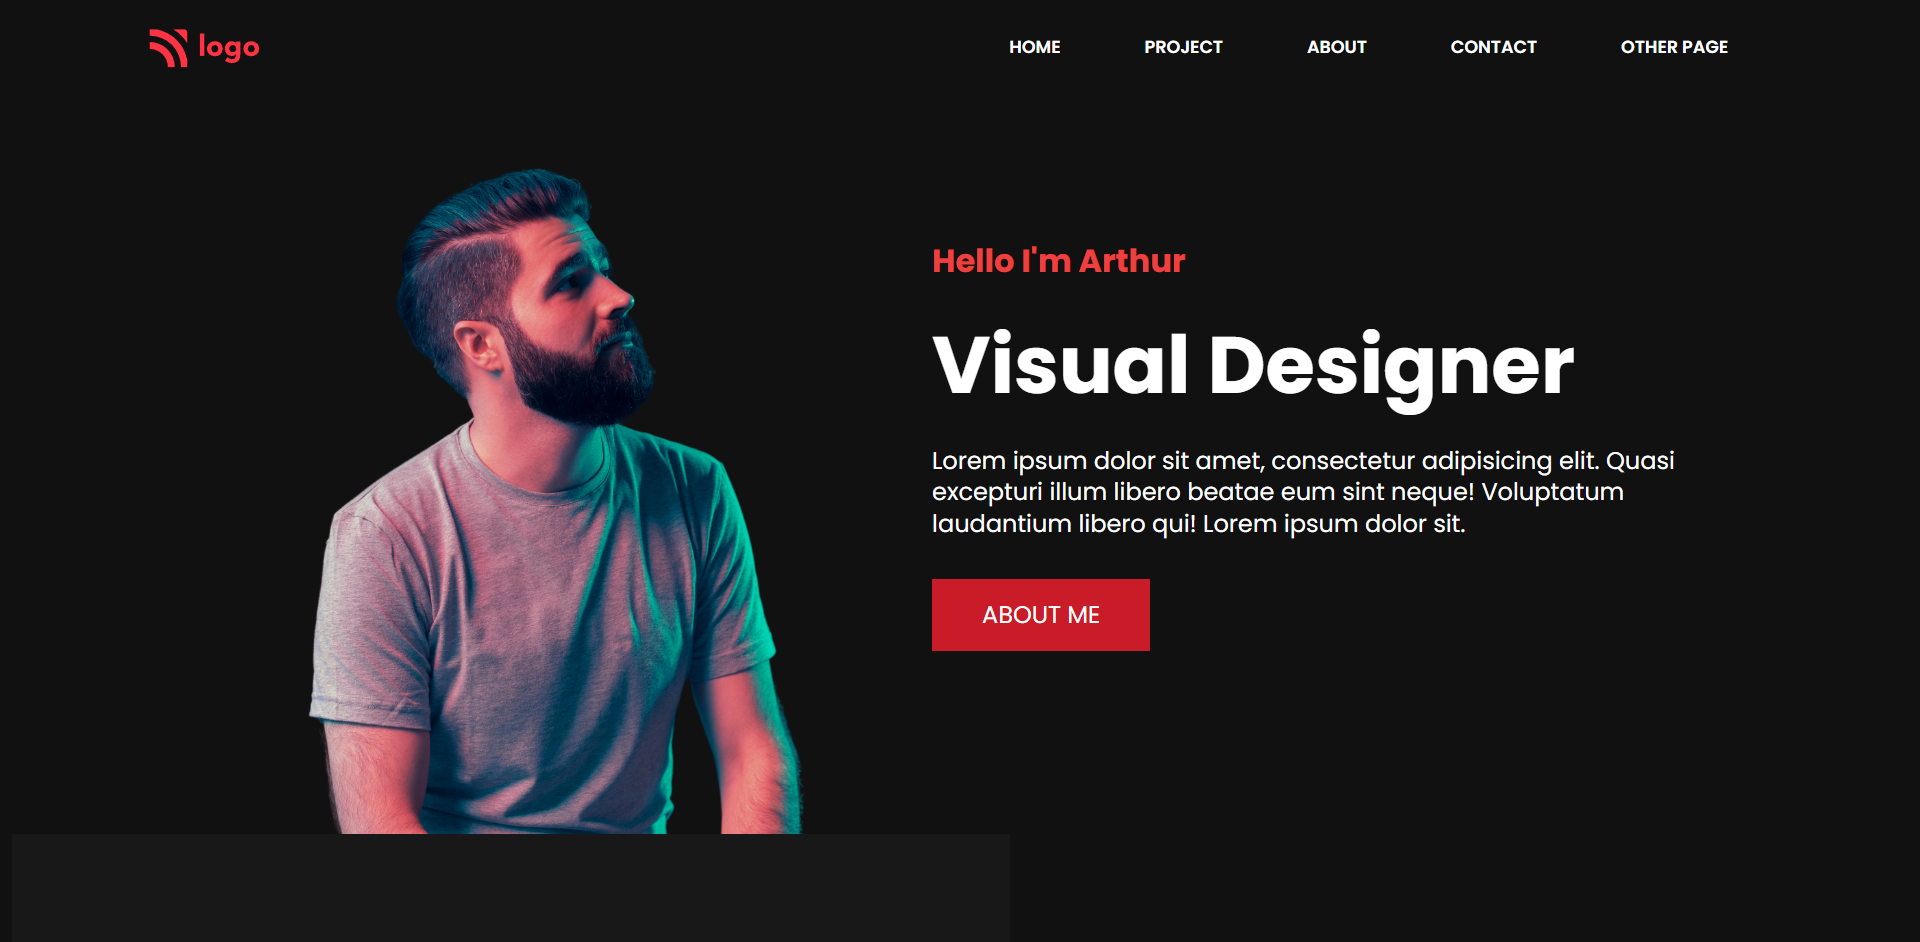 logo
HOME PROJECT ABOUT CONTACT OTHER PAGE
Hello I'm Arthur
Visual Designer
Lorem ipsum dolor sit amet, consectetur adipisicing elit. Quasi
excepturi illum libero beatae eum sint neque! Voluptatum
laudantium libero qui! Lorem ipsum dolor sit.
ABOUT ME